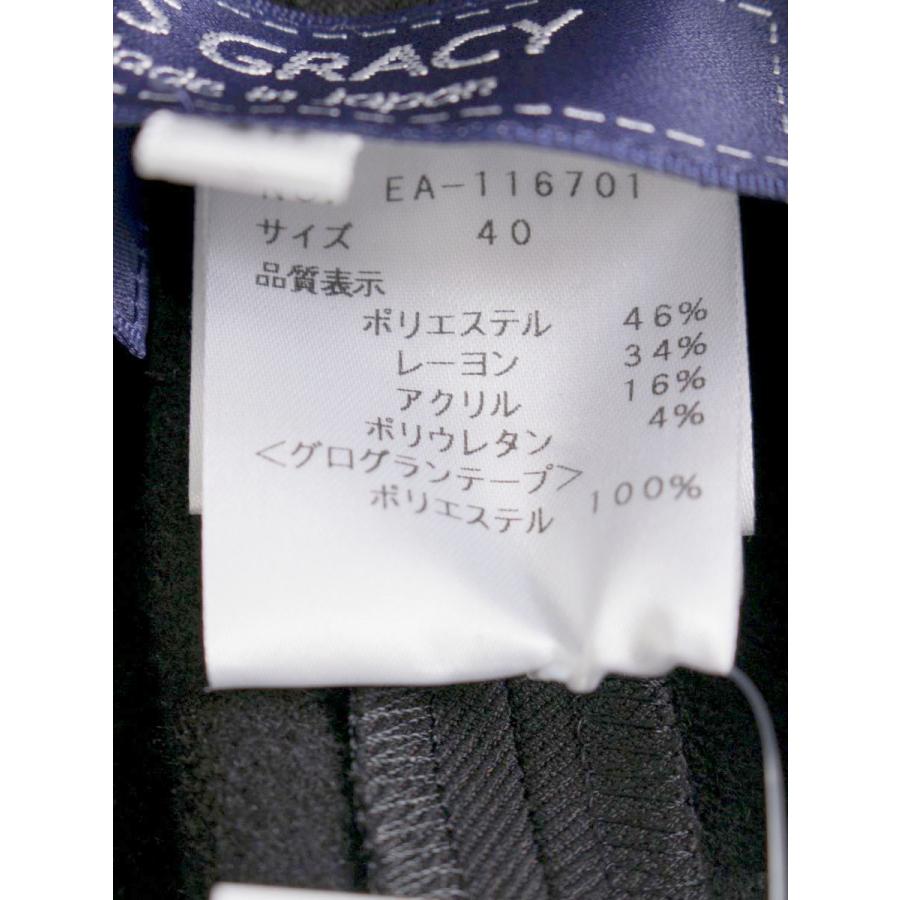 S GRACY
Made in Japan
No. EA-116701
サイズ 40
品質表示
ポリエステル 46%
レーヨン 34%
アクリル 16%
ポリウレタン 4%
<グログランテープ>
ポリエステル 100%